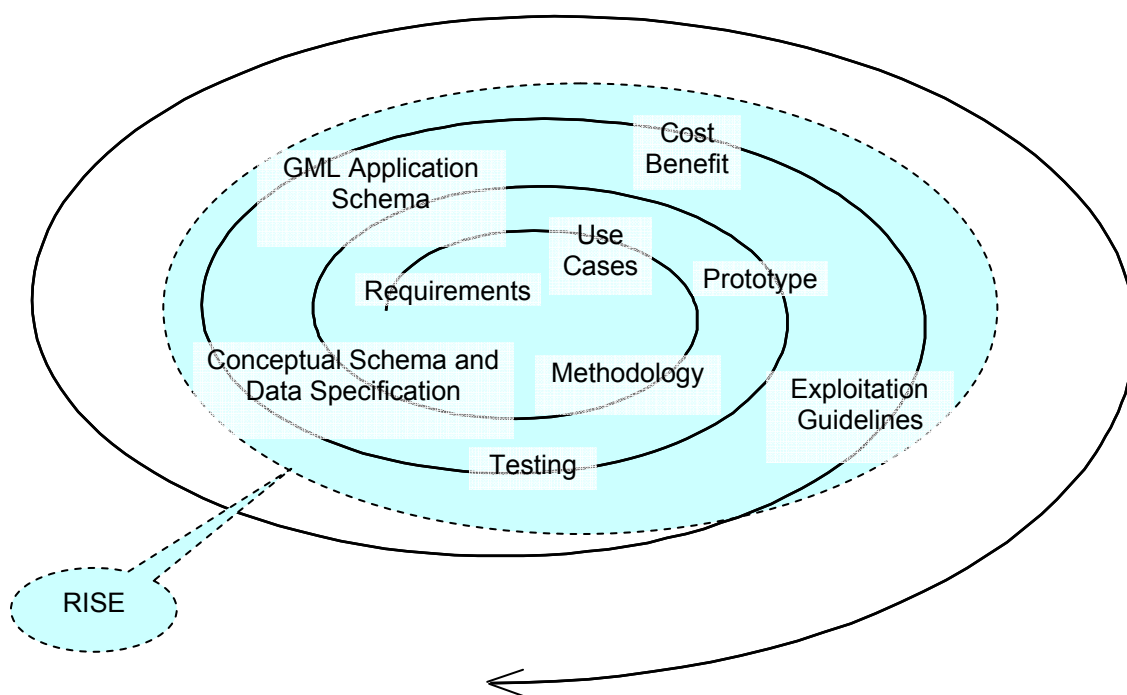 Cost
Benefit
GML Application
Schema
Use
Cases
Requirements
Prototype
Conceptual Schema and
Data Specification
Methodology
Exploitation
Guidelines
Testing
RISE